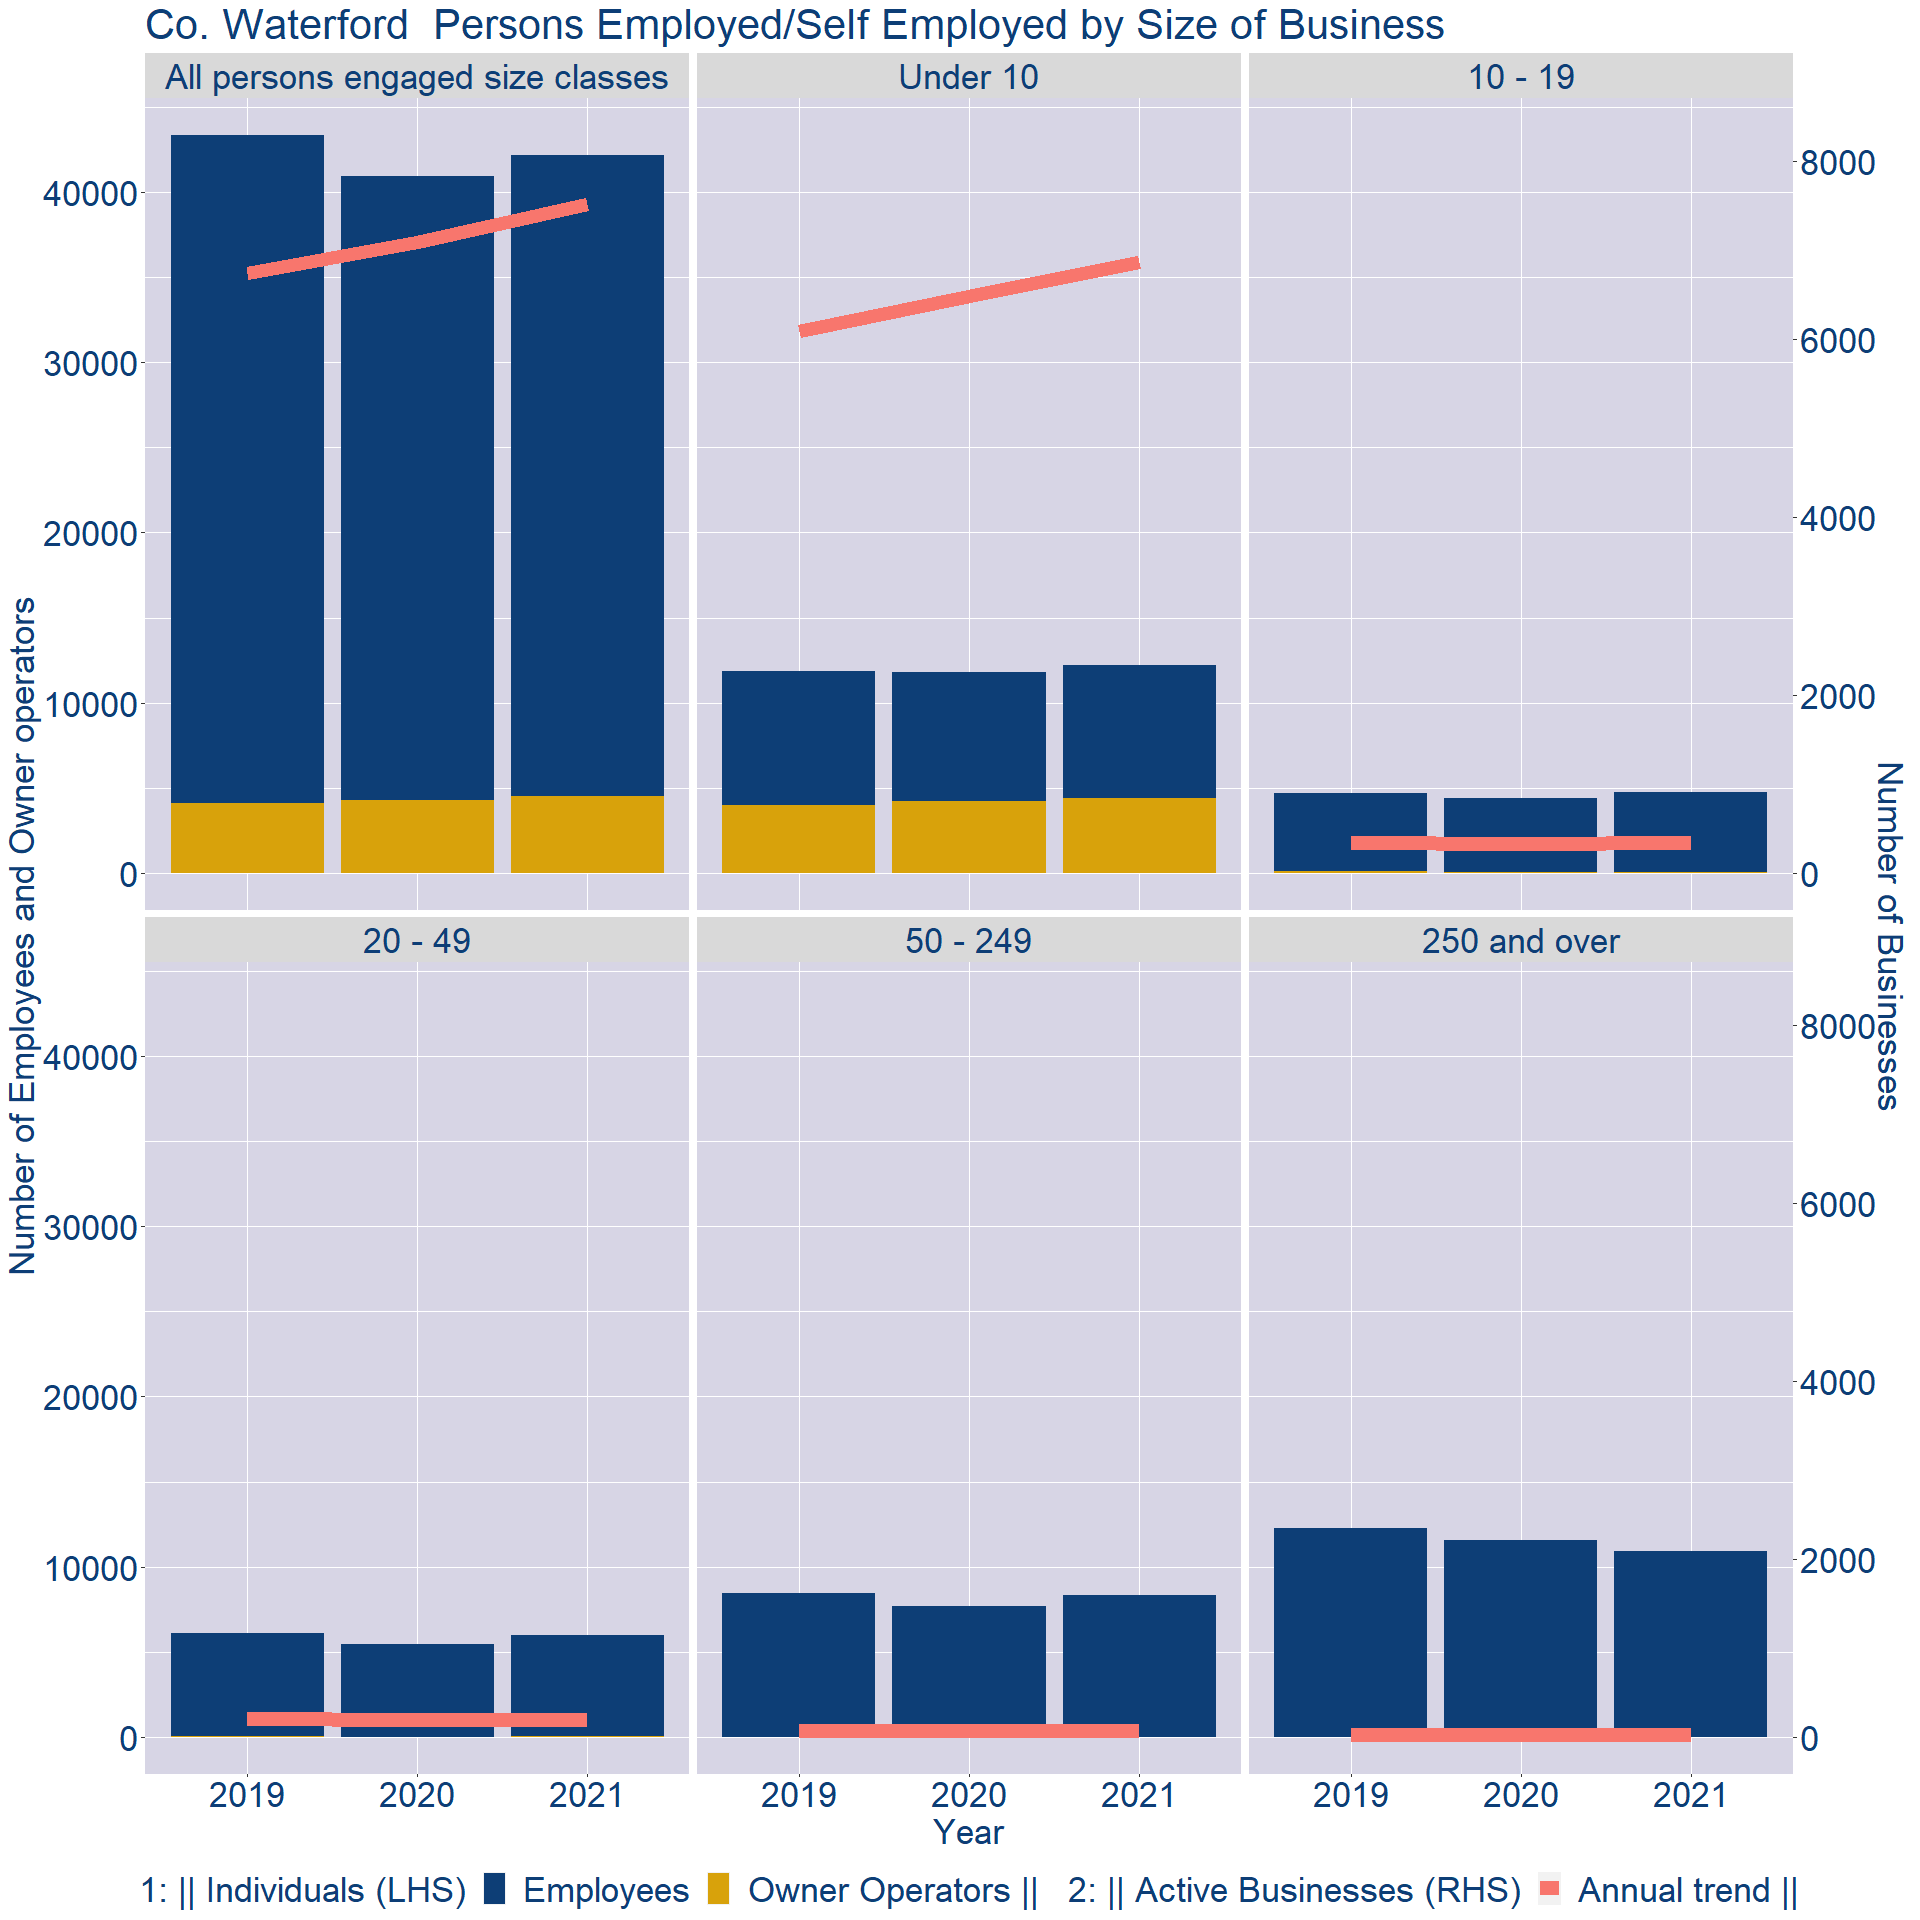 Co. Waterford  Persons Employed/Self Employed by Size of Business
All persons engaged size classes
Under 10
10 - 19
40000
30000
20000
10000
0
8000
6000
4000
2000
0
Number of Employees and Owner operators
Number of Businesses
20 - 49
50 - 249
250 and over
40000
30000
20000
10000
0
8000
6000
4000
2000
0
2019 2020 2021
2019 2020 2021
2019 2020 2021
Year
1: || Individuals (LHS) Employees Owner Operators || 2: || Active Businesses (RHS) Annual trend ||